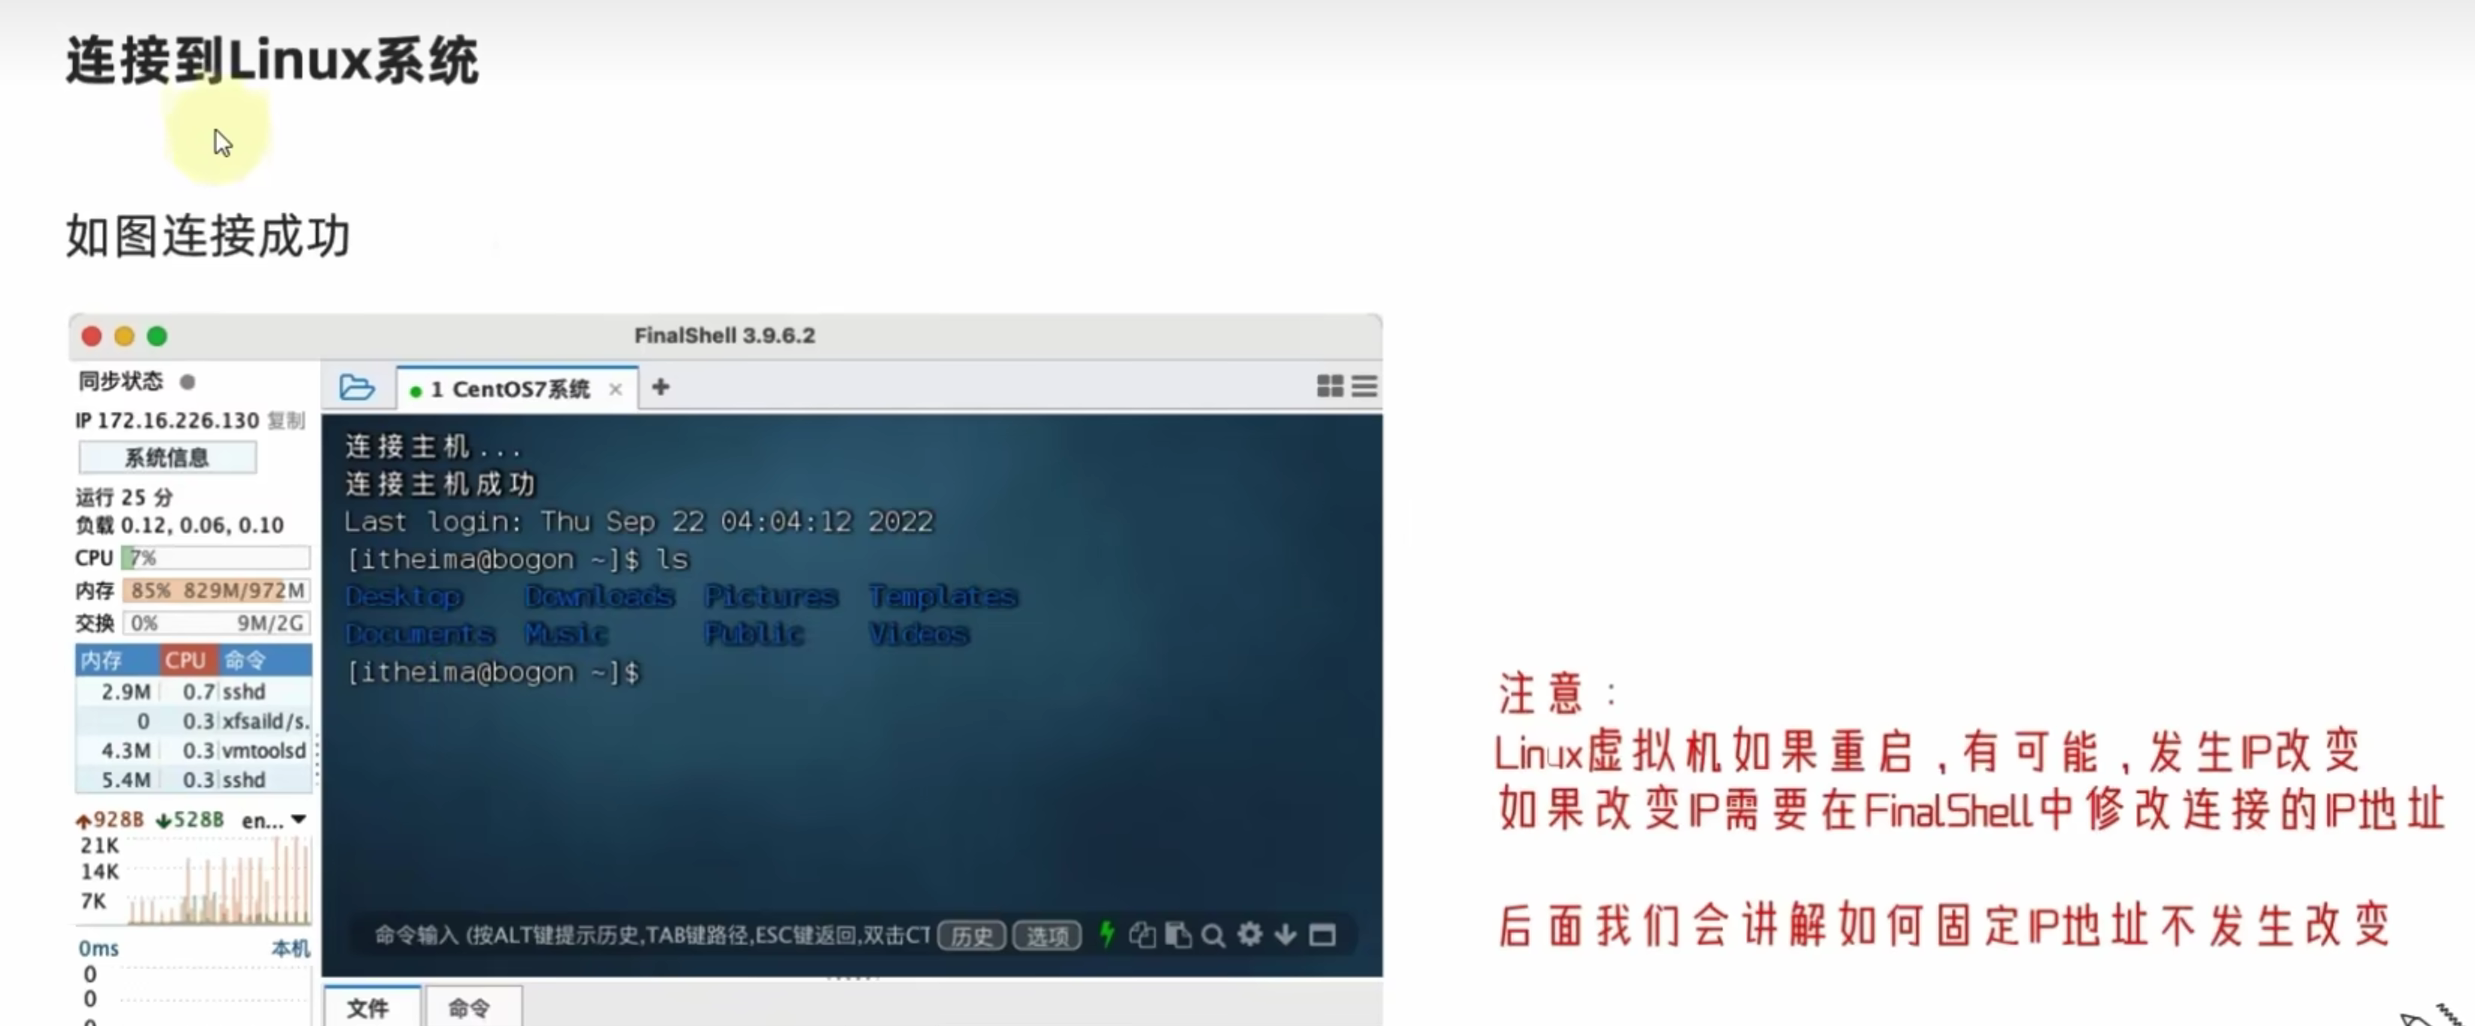 连接到Linux系统
如图连接成功
FinalShell 3.9.6.2
同步状态
IP 172.16.226.130 复制
系统信息
运行 25 分
负载 0.12, 0.06, 0.10
CPU 7%
内存 85% 829M/972M
交换 0% 9M/2G
内存 CPU 命令
2.9M 0.7 sshd
0 0.3 xfsaild/s.
4.3M 0.3 vmtoolsd
5.4M 0.3 sshd
928B 528B en...
21K
14K
7K
0ms 本机
0
0
1 CentOS7系统
连接主机...
连接主机成功
Last login: Thu Sep 22 04:04:12 2022
[itheima@bogon ~]$ ls
Desktop Downloads Pictures Templates
Documents Music Public Videos
[itheima@bogon ~]$
命令输入 (按ALT键提示历史,TAB键路径,ESC键返回,双击CT 历史 选项
文件 命令
注意:
Linux虚拟机如果重启,有可能,发生IP改变
如果改变IP需要在FinalShell中修改连接的IP地址
后面我们会讲解如何固定IP地址不发生改变